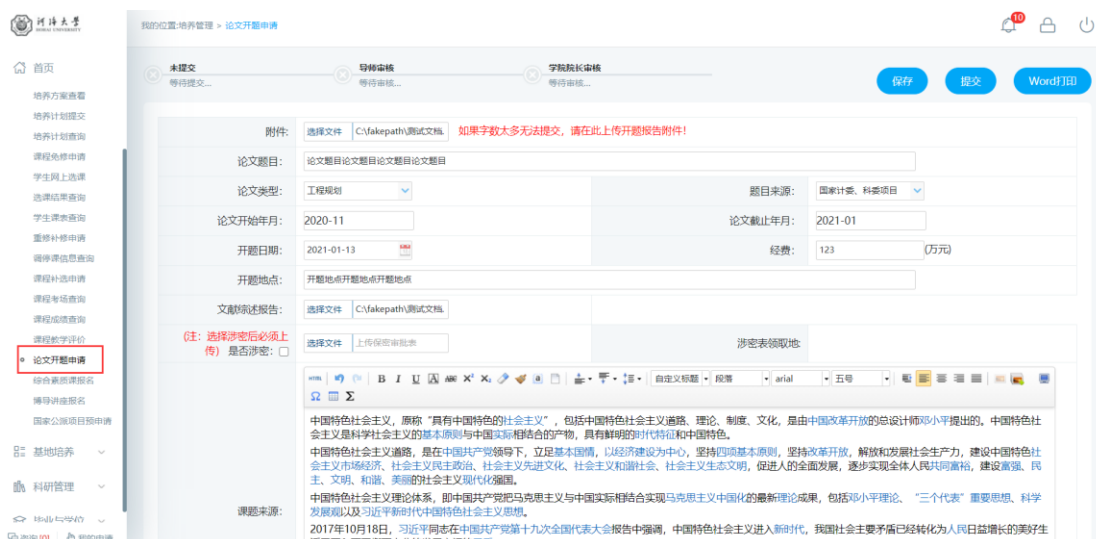 河海大学
HOHAI UNIVERSITY
我的位置:培养管理 > 论文开题申请
10
首页
培养方案查看
培养计划提交
培养计划查询
课程免修申请
学生网上选课
选课结果查询
学生课表查询
重修补修申请
调停课信息查询
课程补选申请
课程考场查询
课程成绩查询
课程教学评价
论文开题申请
综合素质课报名
博导讲座报名
国家公派项目预申请
基地培养
科研管理
毕业与学位
咨询[0] 我的申请
未提交 导师审核 学院院长审核
等待提交... 等待审核... 等待审核...
保存 提交 Word打印
附件: 选择文件 C:\fakepath\测试文档. 如果字数太多无法提交，请在此上传开题报告附件！
论文题目: 论文题目论文题目论文题目论文题目
论文类型: 工程规划 题目来源: 国家计委、科委项目
论文开始年月: 2020-11 论文截止年月: 2021-01
开题日期: 2021-01-13 经费: 123 (万元)
开题地点: 开题地点开题地点开题地点
文献综述报告: 选择文件 C:\fakepath\测试文档.
(注：选择涉密后必须上
传) 是否涉密: 选择文件 上传保密审批表 涉密表领取地:
HTML B I U A ABC X² X₂ a 自定义标题 段落 arial 五号
Ω Σ
课题来源:
中国特色社会主义，原称“具有中国特色的社会主义”，包括中国特色社会主义道路、理论、制度、文化，是由中国改革开放的总设计师邓小平提出的。中国特色社
会主义是科学社会主义的基本原则与中国实际相结合的产物，具有鲜明的时代特征和中国特色。
中国特色社会主义道路，是在中国共产党领导下，立足基本国情，以经济建设为中心，坚持四项基本原则，坚持改革开放，解放和发展社会生产力，建设中国特色社
会主义市场经济、社会主义民主政治、社会主义先进文化、社会主义和谐社会、社会主义生态文明，促进人的全面发展，逐步实现全体人民共同富裕，建设富强、民
主、文明、和谐、美丽的社会主义现代化强国。
中国特色社会主义理论体系，即中国共产党把马克思主义与中国实际相结合实现马克思主义中国化的最新理论成果，包括邓小平理论、“三个代表”重要思想、科学
发展观以及习近平新时代中国特色社会主义思想。
2017年10月18日，习近平同志在中国共产党第十九次全国代表大会报告中强调，中国特色社会主义进入新时代，我国社会主要矛盾已经转化为人民日益增长的美好生